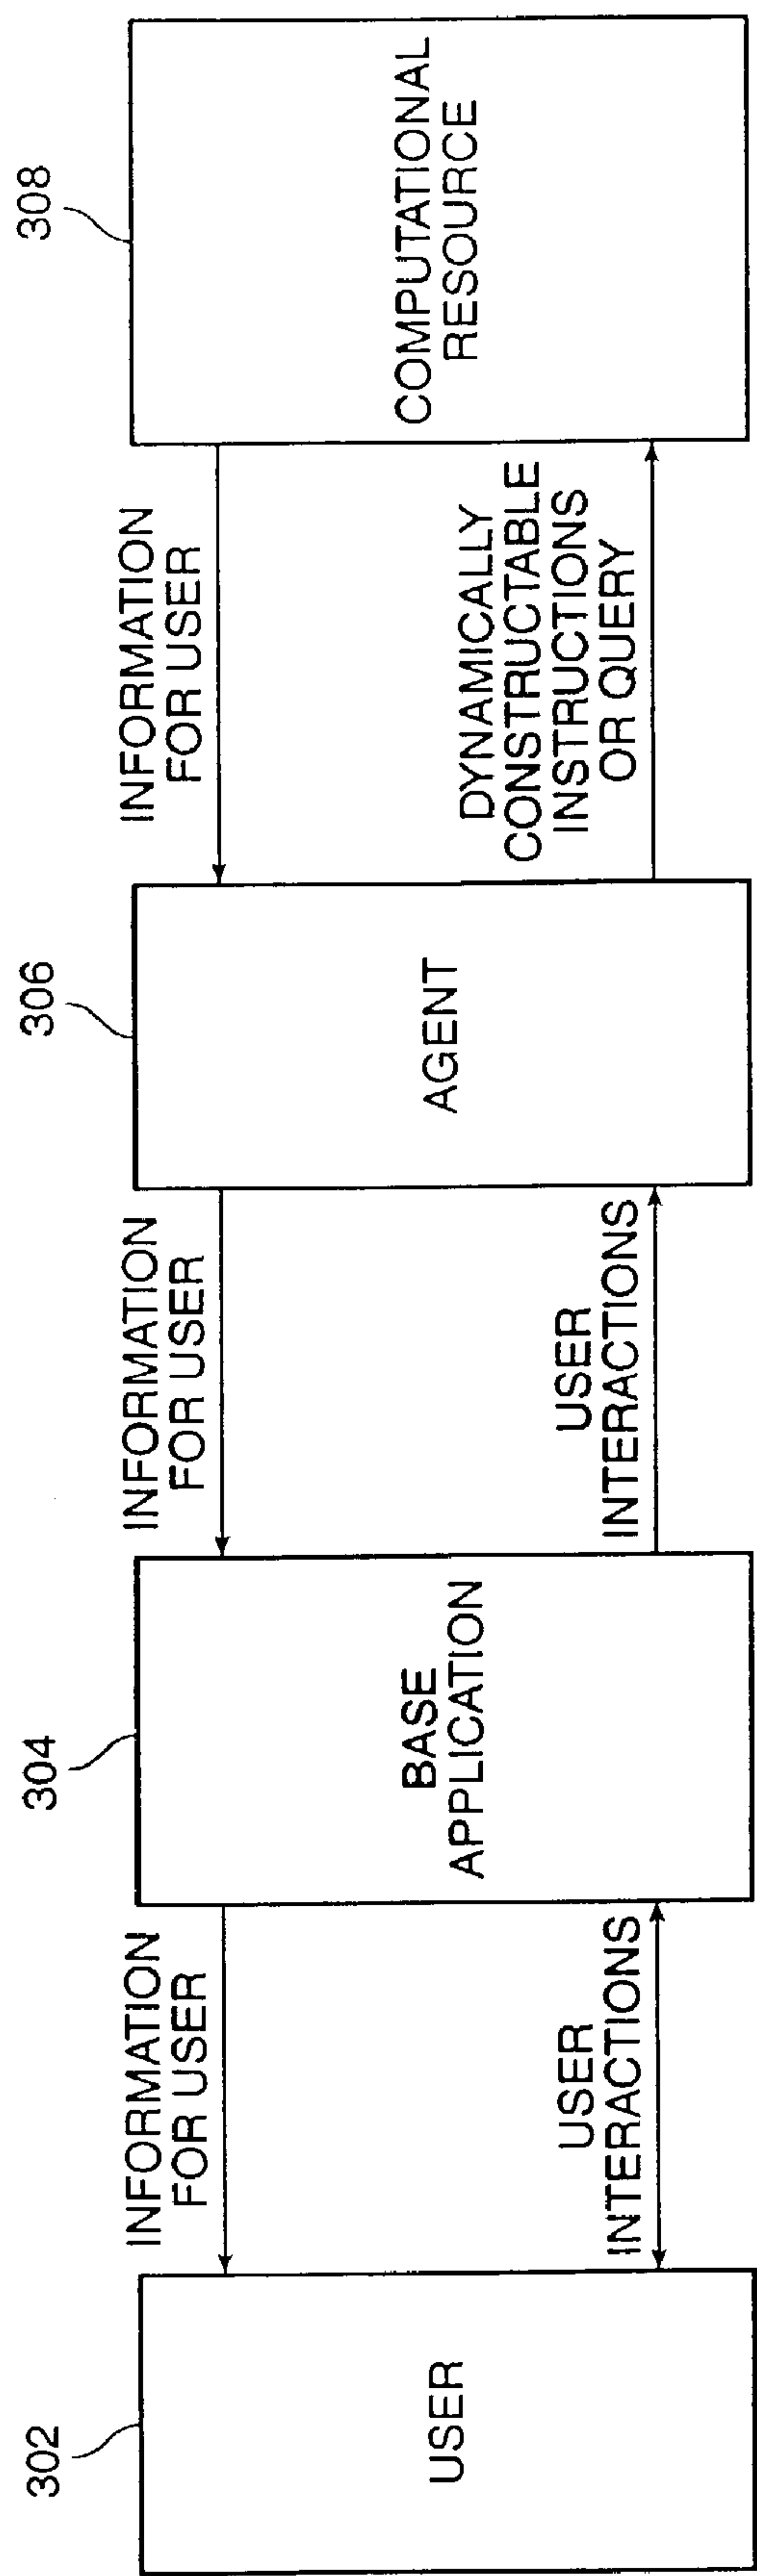 302
304
306
308
USER
INFORMATION
FOR USER
USER
INTERACTIONS
BASE
APPLICATION
INFORMATION
FOR USER
USER
INTERACTIONS
AGENT
INFORMATION
FOR USER
DYNAMICALLY
CONSTRUCTABLE
INSTRUCTIONS
OR QUERY
COMPUTATIONAL
RESOURCE